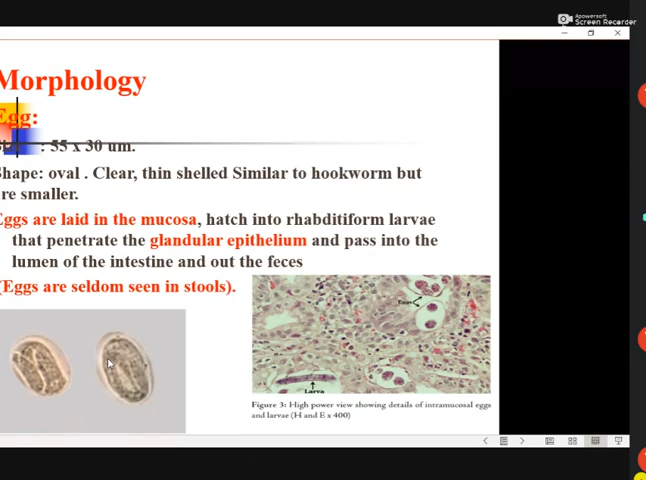 Apowersoft
Screen Recorder
Morphology
Egg:
: 55 x 30 um.
Shape: oval . Clear, thin shelled Similar to hookworm but
re smaller.
Eggs are laid in the mucosa, hatch into rhabditiform larvae
that penetrate the glandular epithelium and pass into the
lumen of the intestine and out the feces
(Eggs are seldom seen in stools).
Eggs
Larva
Figure 3: High power view showing details of intramucosal eggs
and larvae (H and E x 400)